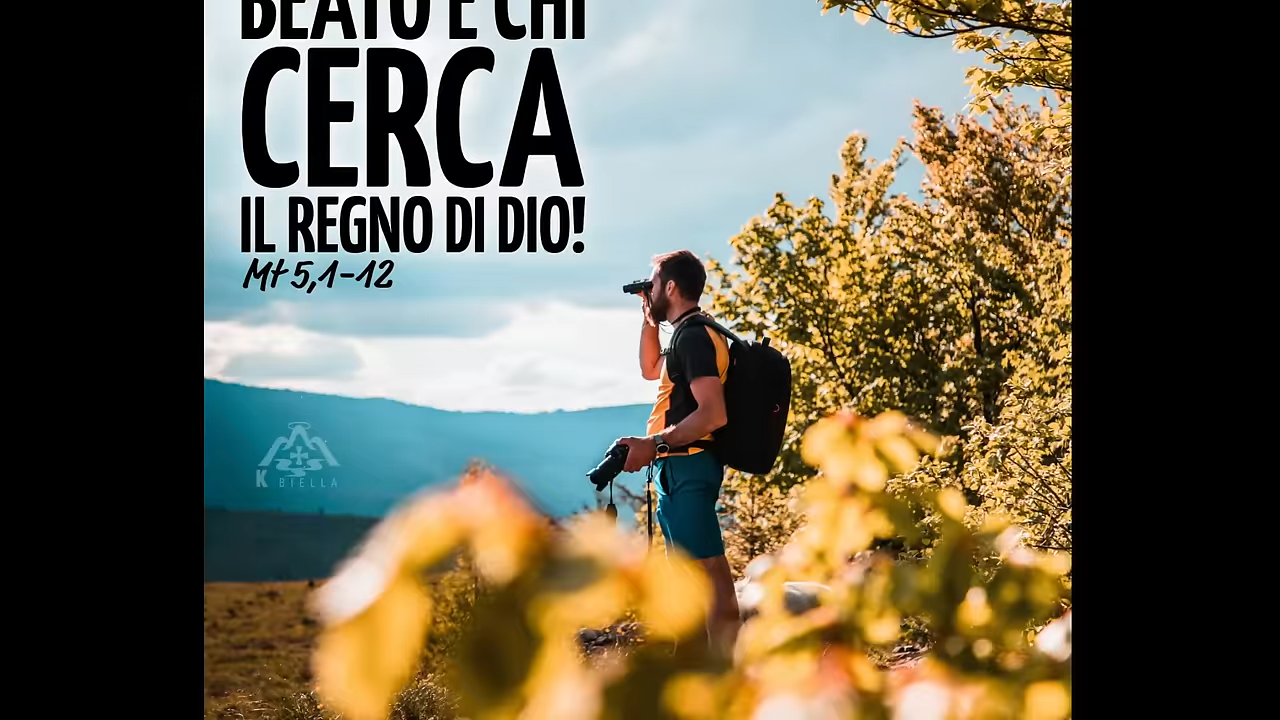 BEATO È CHI
CERCA
IL REGNO DI DIO!
Mt 5,1-12
K BIELLA